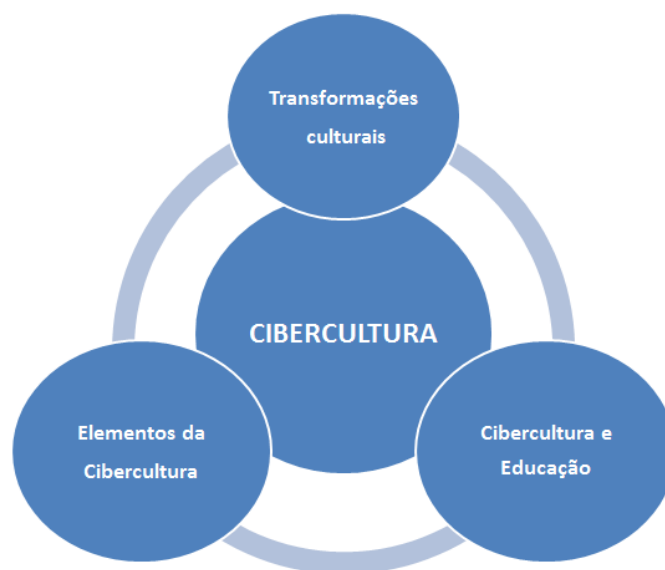 Transformações
culturais
CIBERCULTURA
Elementos da
Cibercultura
Cibercultura e
Educação